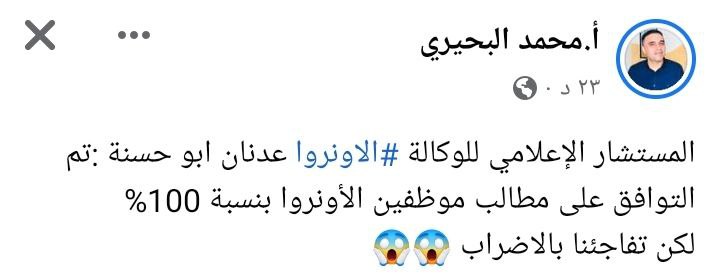 أ.محمد البحيري
٢٣ د ·
المستشار الإعلامي للوكالة #الاونروا عدنان ابو حسنة :تم
التوافق على مطالب موظفين الأونروا بنسبة 100%
لكن تفاجئنا بالاضراب 😱😱